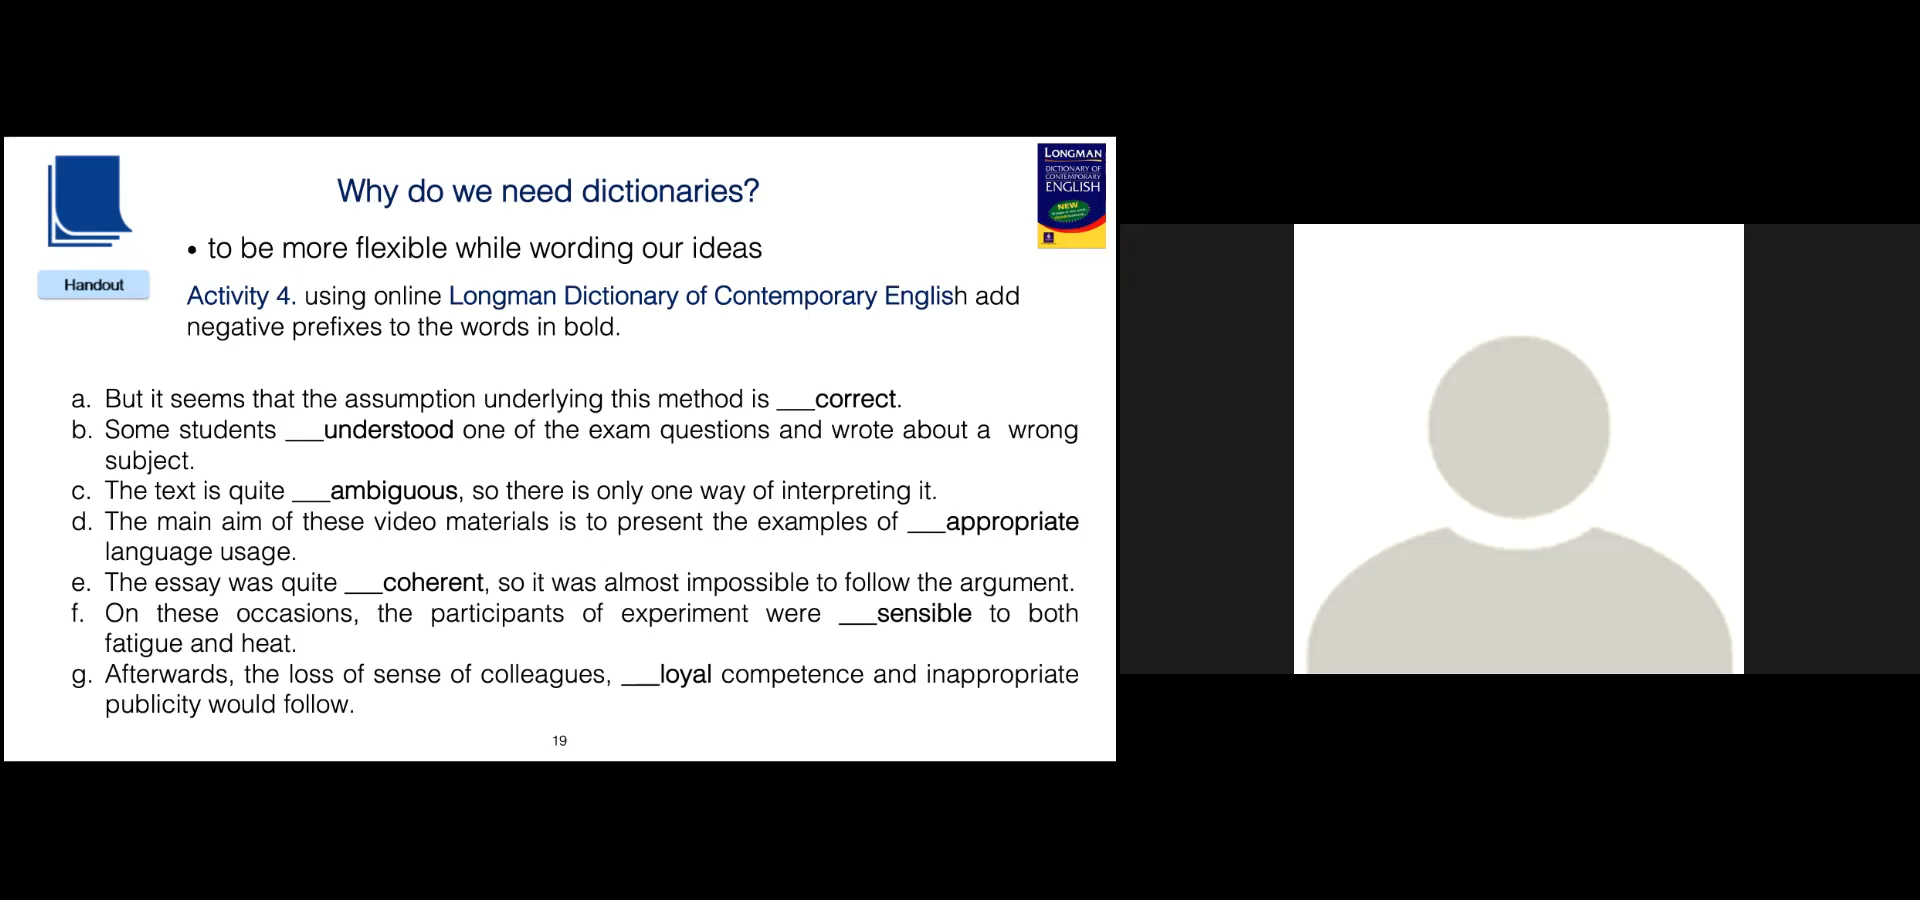 Why do we need dictionaries?
LONGMAN
DICTIONARY OF
CONTEMPORARY
ENGLISH
NEW
Handout
• to be more flexible while wording our ideas
Activity 4. using online Longman Dictionary of Contemporary English add
negative prefixes to the words in bold.
a. But it seems that the assumption underlying this method is ___correct.
b. Some students ___understood one of the exam questions and wrote about a wrong
subject.
c. The text is quite ___ambiguous, so there is only one way of interpreting it.
d. The main aim of these video materials is to present the examples of ___appropriate
language usage.
e. The essay was quite ___coherent, so it was almost impossible to follow the argument.
f. On these occasions, the participants of experiment were ___sensible to both
fatigue and heat.
g. Afterwards, the loss of sense of colleagues, ___loyal competence and inappropriate
publicity would follow.
19